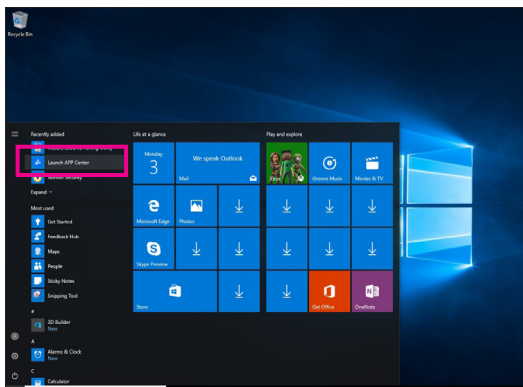 Recycle Bin
Recently added
Launch APP Center
Norton Security
Expand
Most used
Get Started
Feedback Hub
Maps
People
Sticky Notes
Snipping Tool
#
3D Builder
New
A
Alarms & Clock
New
C
Calculator
Life at a glance
Monday
3
We speak Outlook
Mail
Microsoft Edge
Photos
Skype Preview
Store
Play and explore
Xbox
Groove Music
Movies & TV
Get Office
OneNote